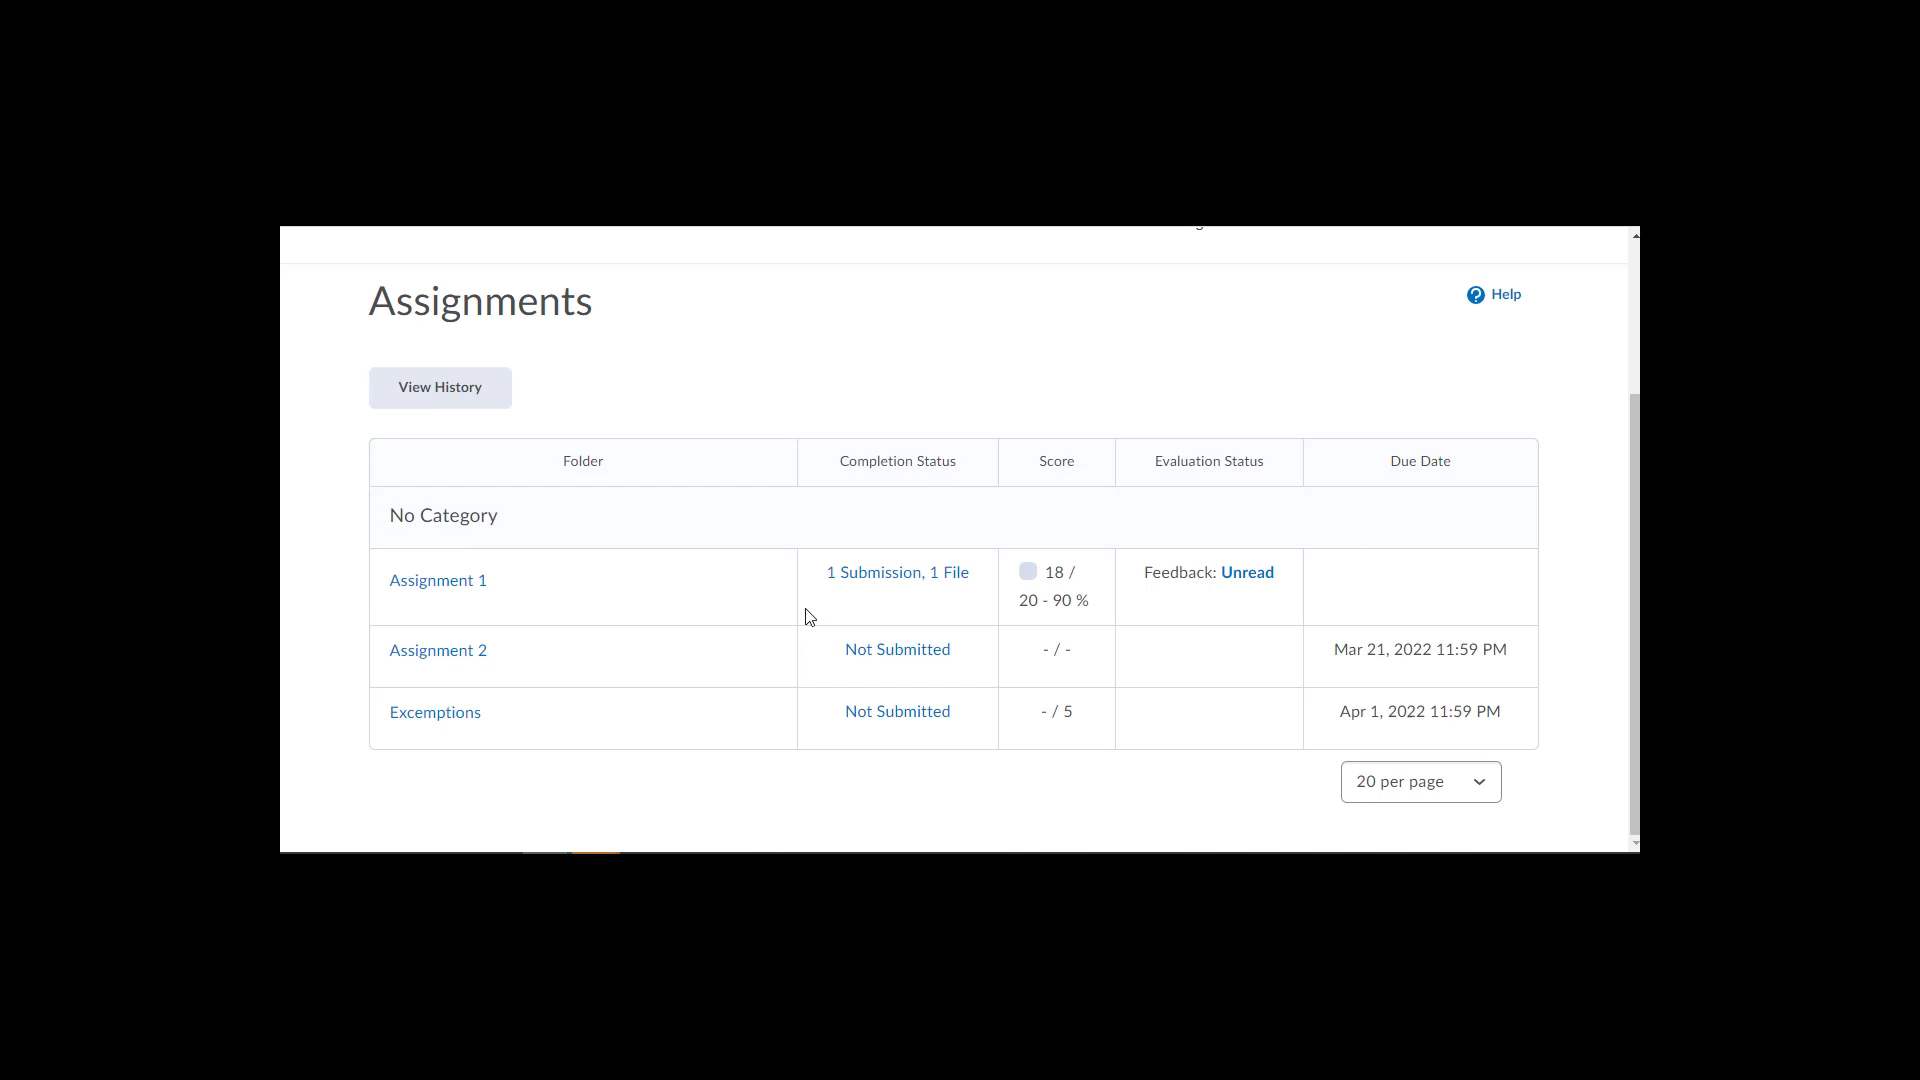 Assignments
Help
View History
Folder
Completion Status
Score
Evaluation Status
Due Date
No Category
Assignment 1
1 Submission, 1 File
18 /
20 - 90 %
Feedback: Unread
Assignment 2
Not Submitted
- / -
Mar 21, 2022 11:59 PM
Excemptions
Not Submitted
- / 5
Apr 1, 2022 11:59 PM
20 per page